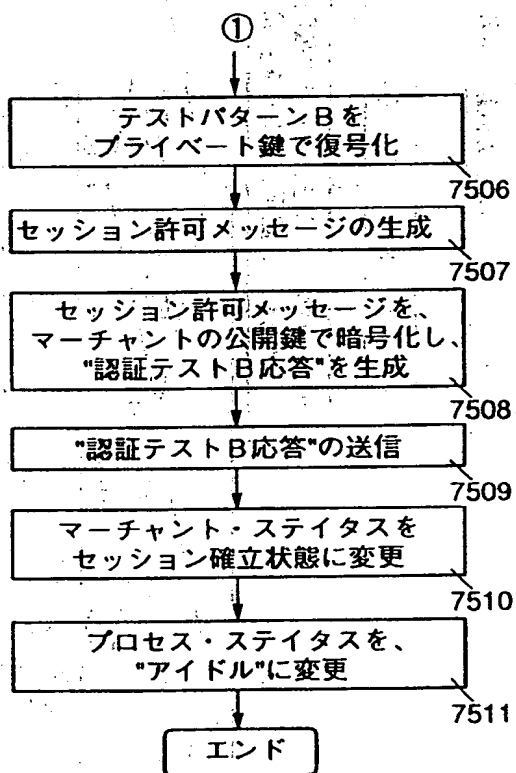 ①
テストパターンBを
プライベート鍵で復号化
7506
セッション許可メッセージの生成
7507
セッション許可メッセージを、
マーチャントの公開鍵で暗号化し、
"認証テストB応答"を生成
7508
"認証テストB応答"の送信
7509
マーチャント・ステイタスを
セッション確立状態に変更
7510
プロセス・ステイタスを、
"アイドル"に変更
7511
エンド